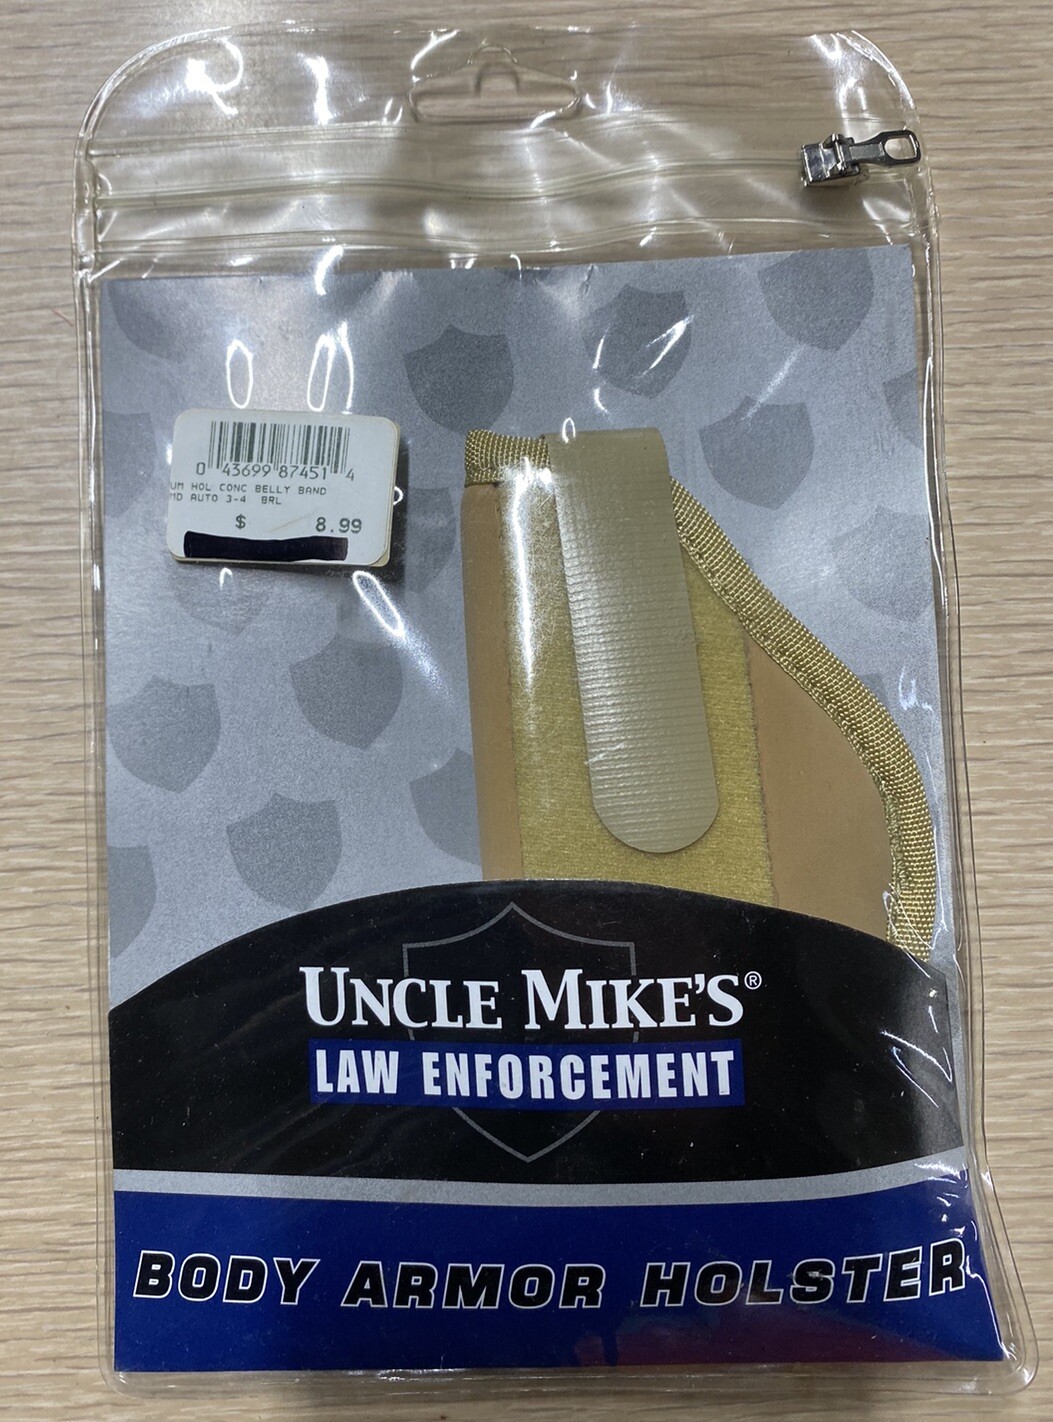 0 43699 87451 4
UM HOL CONC BELLY BAND
MD AUTO 3-4 BRL
$ 8.99
UNCLE MIKE'S®
LAW ENFORCEMENT
BODY ARMOR HOLSTER